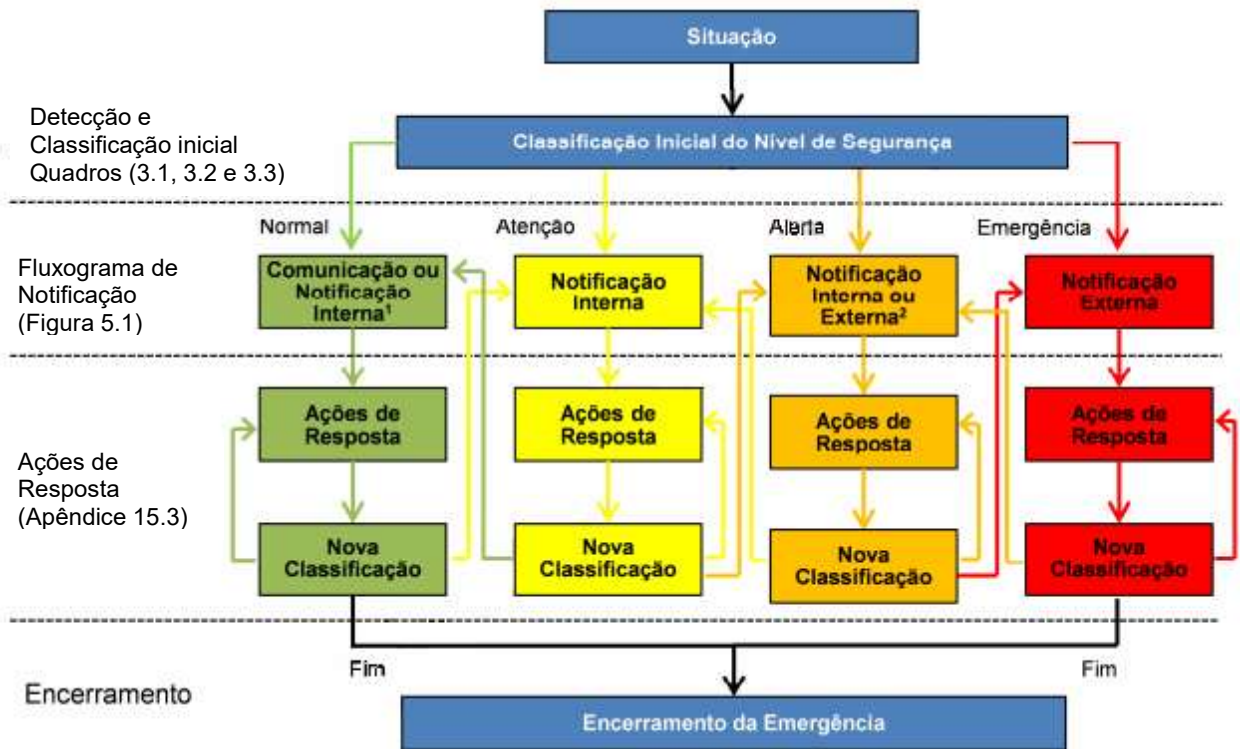 Situação
Detecção e
Classificação inicial
Quadros (3.1, 3.2 e 3.3)
Classificação Inicial do Nível de Segurança
Normal
Atenção
Alerta
Emergência
Fluxograma de
Notificação
(Figura 5.1)
Comunicação ou
Notificação
Interna¹
Notificação
Interna
Notificação
Interna ou
Externa²
Notificação
Externa
Ações de
Resposta
(Apêndice 15.3)
Ações de
Resposta
Ações de
Resposta
Ações de
Resposta
Ações de
Resposta
Nova
Classificação
Nova
Classificação
Nova
Classificação
Nova
Classificação
Fim
Fim
Encerramento
Encerramento da Emergência